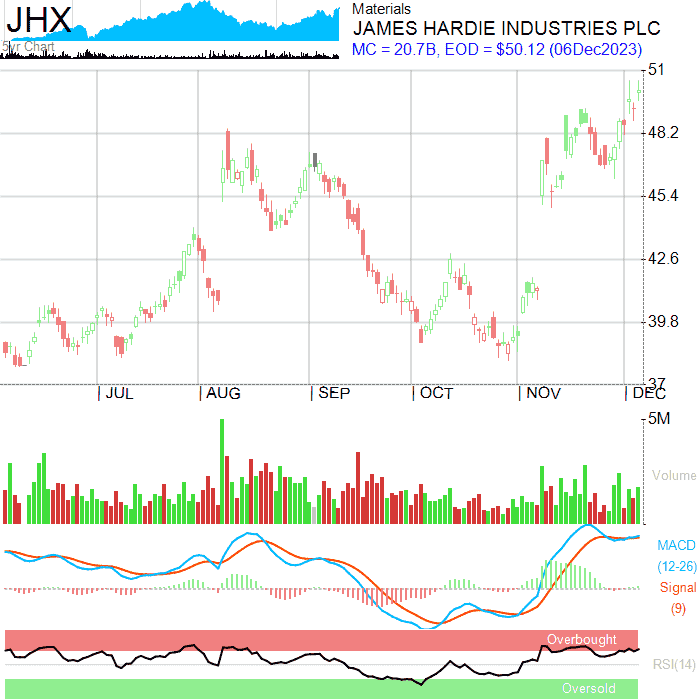 JHX
5yr Chart
Materials
JAMES HARDIE INDUSTRIES PLC
MC = 20.7B, EOD = $50.12 (06Dec2023)
51
48.2
45.4
42.6
39.8
37
JUL AUG SEP OCT NOV DEC
5M
Volume
MACD
(12-26)
Signal
(9)
Overbought
RSI(14)
Oversold